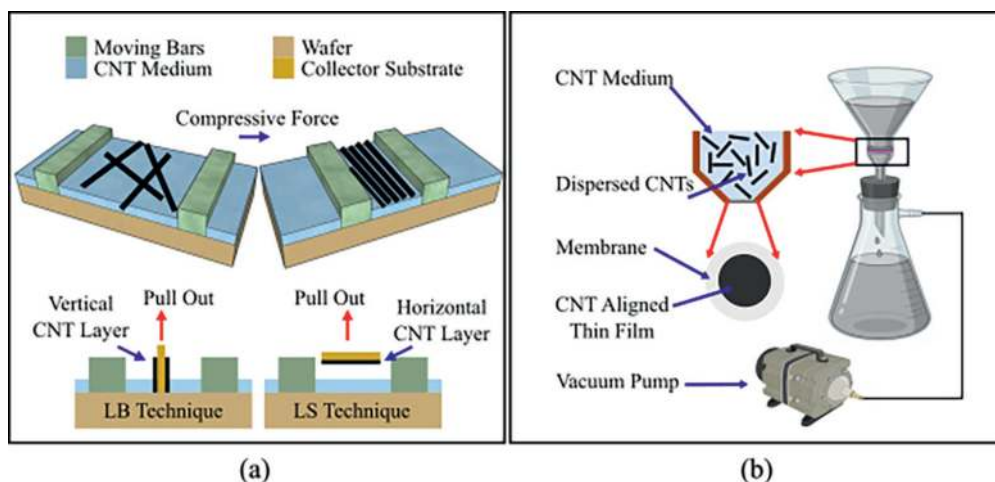 Moving Bars
CNT Medium
Wafer
Collector Substrate
Compressive Force
Vertical
CNT Layer
Pull Out
Pull Out
Horizontal
CNT Layer
LB Technique
LS Technique
(a)
CNT Medium
Dispersed CNTs
Membrane
CNT Aligned
Thin Film
Vacuum Pump
(b)